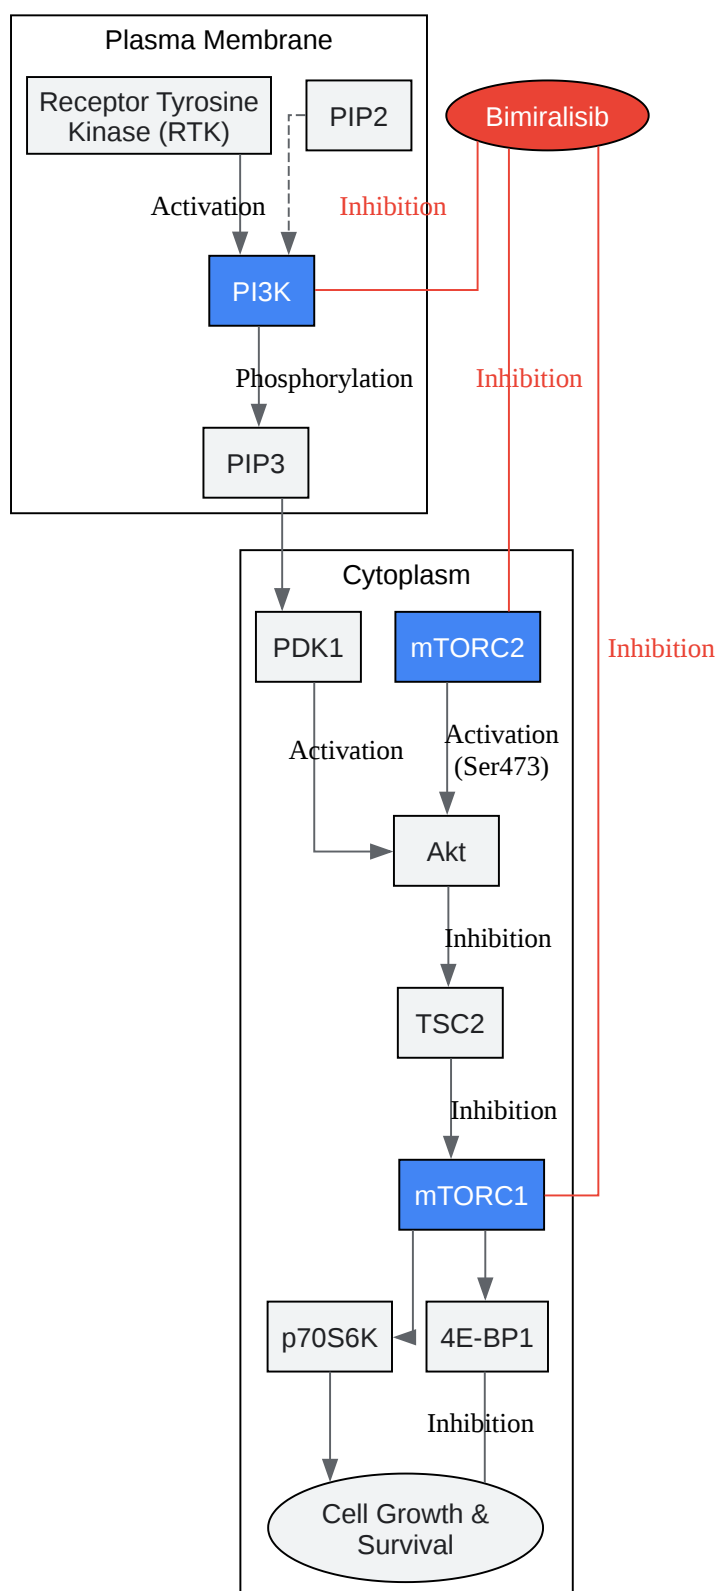 Plasma Membrane
Receptor Tyrosine
Kinase (RTK)
PIP2
Bimiralisib
Activation
Inhibition
PI3K
Phosphorylation
Inhibition
PIP3
Cytoplasm
PDK1
mTORC2
Inhibition
Activation
Activation
(Ser473)
Akt
Inhibition
TSC2
Inhibition
mTORC1
p70S6K
4E-BP1
Inhibition
Cell Growth &
Survival